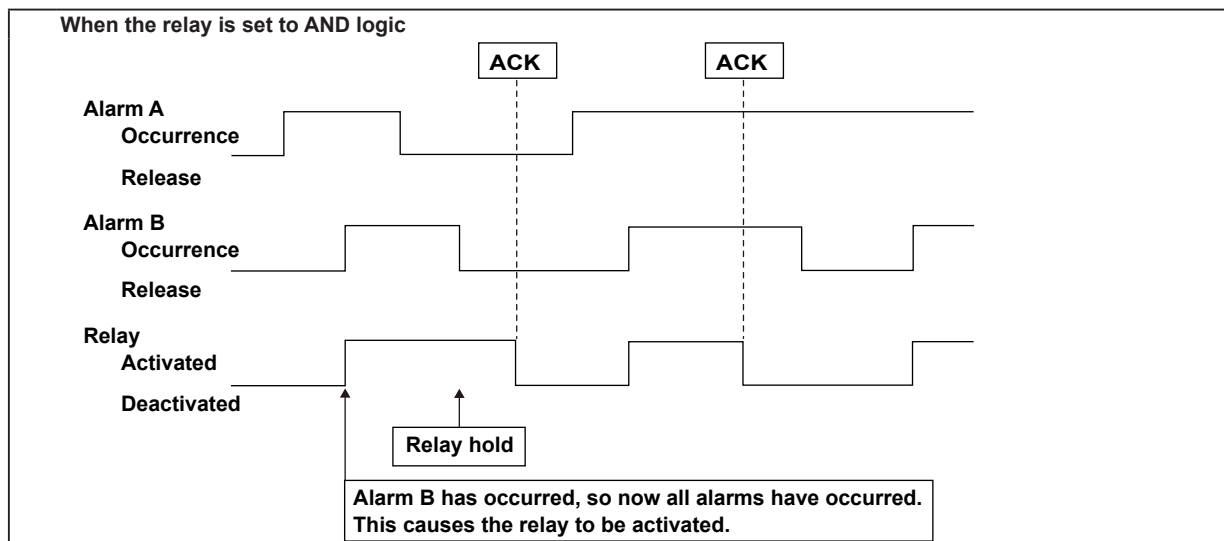 When the relay is set to AND logic
ACK
ACK
Alarm A
Occurrence
Release
Alarm B
Occurrence
Release
Relay
Activated
Deactivated
Relay hold
Alarm B has occurred, so now all alarms have occurred.
This causes the relay to be activated.